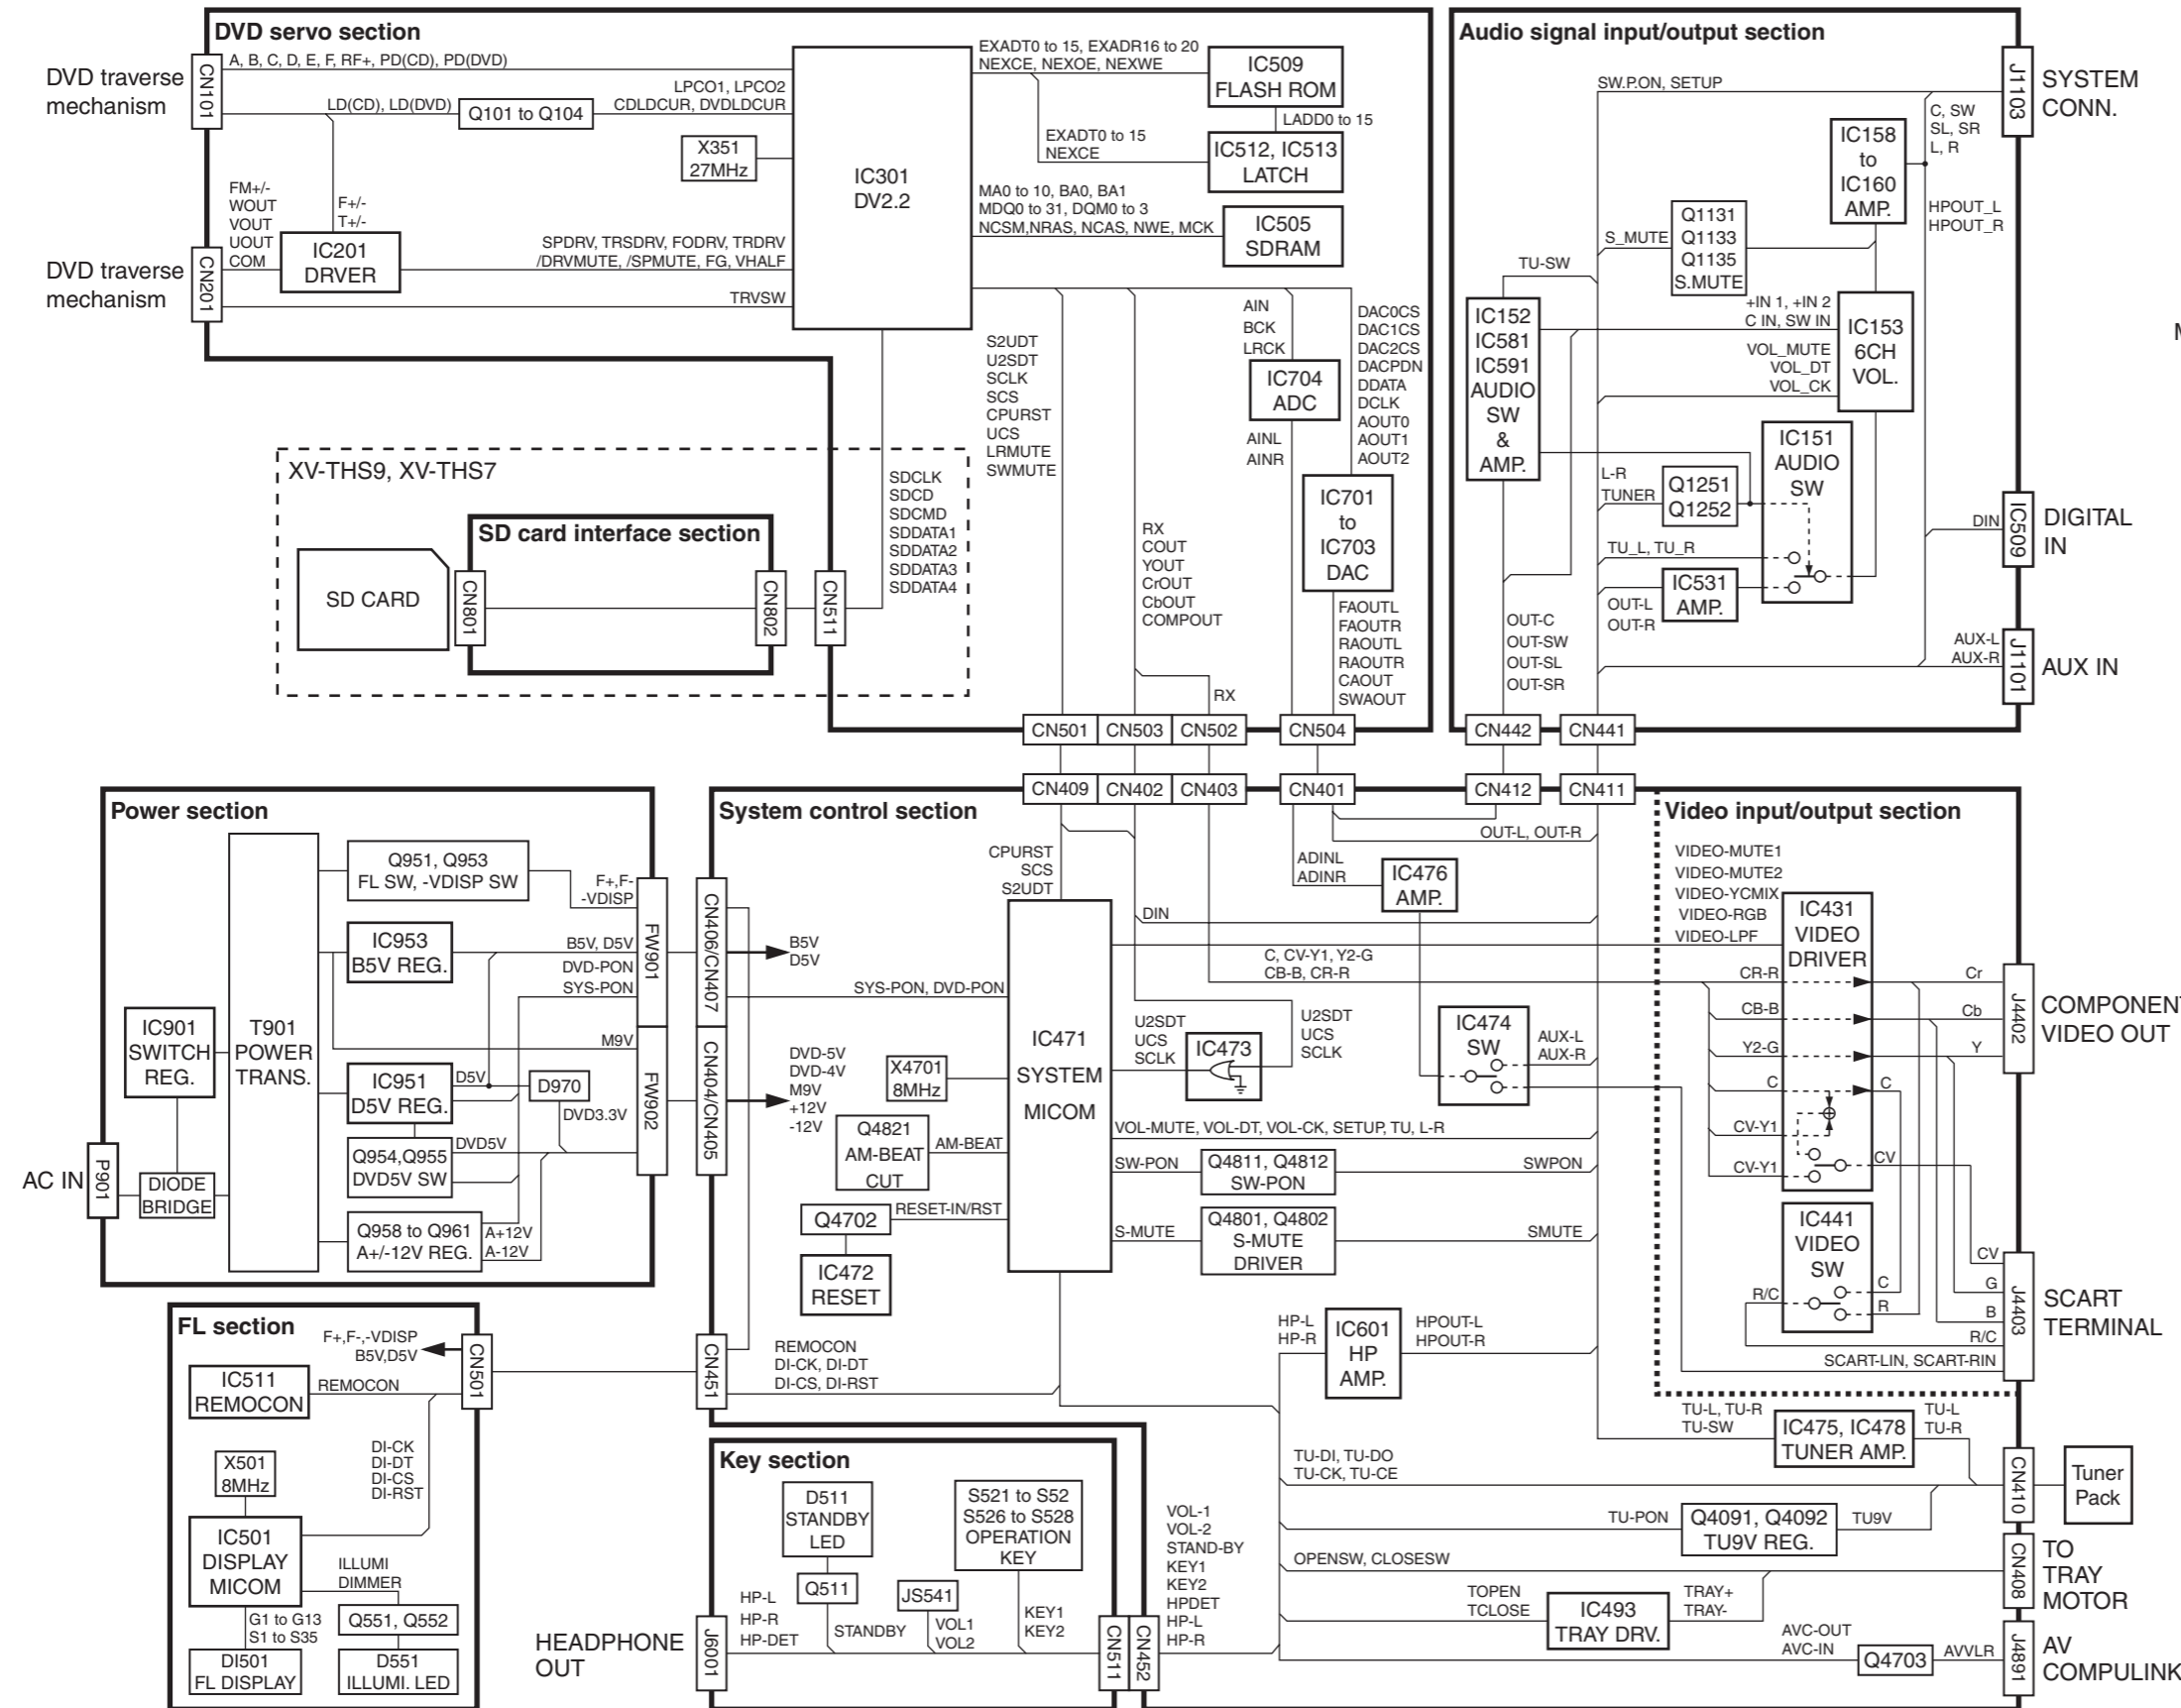 DVD servo section
DVD traverse
mechanism
CN101
A, B, C, D, E, F, RF+, PD(CD), PD(DVD)
LD(CD), LD(DVD)
Q101 to Q104
LPCO1, LPCO2
CDLDCUR, DVDLDCUR
X351
27MHz
FM+/-
WOUT
VOUT
UOUT
COM
F+/-
T+/-
IC201
DRVER
SPDRV, TRSDRV, FODRV, TRDRV
/DRVMUTE, /SPMUTE, FG, VHALF
DVD traverse
mechanism
CN201
TRVSW
IC301
DV2.2
EXADT0 to 15, EXADR16 to 20
NEXCE, NEXOE, NEXWE
IC509
FLASH ROM
LADD0 to 15
EXADT0 to 15
NEXCE
IC512, IC513
LATCH
MA0 to 10, BA0, BA1
MDQ0 to 31, DQM0 to 3
NCSM,NRAS, NCAS, NWE, MCK
IC505
SDRAM
S2UDT
U2SDT
SCLK
SCS
CPURST
UCS
LRMUTE
SWMUTE
AIN
BCK
LRCK
IC704
ADC
AINL
AINR
DAC0CS
DAC1CS
DAC2CS
DACPDN
DDATA
DCLK
AOUT0
AOUT1
AOUT2
IC701
to
IC703
DAC
RX
COUT
YOUT
CrOUT
CbOUT
COMPOUT
RX
FAOUTL
FAOUTR
RAOUTL
RAOUTR
CAOUT
SWAOUT
XV-THS9, XV-THS7
SD card interface section
SD CARD
CN801
CN802
CN511
SDCLK
SDCD
SDCMD
SDDATA1
SDDATA2
SDDATA3
SDDATA4
CN501
CN503
CN502
CN504
Audio signal input/output section
SW.P.ON, SETUP
J1103
SYSTEM
CONN.
C, SW
SL, SR
L, R
IC158
to
IC160
AMP.
HPOUT_L
HPOUT_R
S_MUTE
Q1131
Q1133
Q1135
S.MUTE
TU-SW
IC152
IC581
IC591
AUDIO
SW
&
AMP.
+IN 1, +IN 2
C IN, SW IN
VOL_MUTE
VOL_DT
VOL_CK
IC153
6CH
VOL.
IC151
AUDIO
SW
L-R
TUNER
Q1251
Q1252
TU_L, TU_R
IC531
AMP.
OUT-L
OUT-R
DIN
IC509
DIGITAL
IN
AUX-L
AUX-R
J1101
AUX IN
OUT-C
OUT-SW
OUT-SL
OUT-SR
CN442
CN441
M
Power section
Q951, Q953
FL SW, -VDISP SW
F+,F-
-VDISP
IC953
B5V REG.
B5V, D5V
DVD-PON
SYS-PON
FW901
IC901
SWITCH
REG.
T901
POWER
TRANS.
M9V
IC951
D5V REG.
D5V
D970
DVD3.3V
FW902
Q954,Q955
DVD5V SW
DVD5V
AC IN
P901
DIODE
BRIDGE
Q958 to Q961
A+/-12V REG.
A+12V
A-12V
System control section
CN409
CN402
CN403
CN401
CN412
CN411
OUT-L, OUT-R
CPURST
SCS
S2UDT
ADINL
ADINR
IC476
AMP.
CN406/CN407
B5V
D5V
DIN
C, CV-Y1, Y2-G
CB-B, CR-R
SYS-PON, DVD-PON
IC471
SYSTEM
MICOM
U2SDT
UCS
SCLK
IC473
U2SDT
UCS
SCLK
IC474
SW
AUX-L
AUX-R
CN404/CN405
DVD-5V
DVD-4V
M9V
+12V
-12V
X4701
8MHz
Q4821
AM-BEAT
CUT
AM-BEAT
VOL-MUTE, VOL-DT, VOL-CK, SETUP, TU, L-R
SW-PON
Q4811, Q4812
SW-PON
SWPON
Q4702
RESET-IN/RST
S-MUTE
Q4801, Q4802
S-MUTE
DRIVER
SMUTE
IC472
RESET
CN451
REMOCON
DI-CK, DI-DT
DI-CS, DI-RST
HP-L
HP-R
IC601
HP
AMP.
HPOUT-L
HPOUT-R
Video input/output section
VIDEO-MUTE1
VIDEO-MUTE2
VIDEO-YCMIX
VIDEO-RGB
VIDEO-LPF
IC431
VIDEO
DRIVER
CR-R
CB-B
Y2-G
C
CV-Y1
CV-Y1
Cr
Cb
Y
C
CV
J4402
COMPONENT
VIDEO OUT
IC441
VIDEO
SW
R/C
C
R
CV
G
B
R/C
SCART-LIN, SCART-RIN
J4403
SCART
TERMINAL
TU-L, TU-R
TU-SW
IC475, IC478
TUNER AMP.
TU-L
TU-R
TU-DI, TU-DO
TU-CK, TU-CE
CN410
Tuner
Pack
TU-PON
Q4091, Q4092
TU9V REG.
TU9V
OPENSW, CLOSESW
CN408
TO
TRAY
MOTOR
TOPEN
TCLOSE
IC493
TRAY DRV.
TRAY+
TRAY-
AVC-OUT
AVC-IN
Q4703
AVVLR
J4891
AV
COMPULINK
FL section
F+,F-,-VDISP
B5V,D5V
CN501
IC511
REMOCON
REMOCON
X501
8MHz
DI-CK
DI-DT
DI-CS
DI-RST
IC501
DISPLAY
MICOM
ILLUMI
DIMMER
G1 to G13
S1 to S35
Q551, Q552
DI501
FL DISPLAY
D551
ILLUMI. LED
Key section
D511
STANDBY
LED
Q511
S521 to S52
S526 to S528
OPERATION
KEY
JS541
HEADPHONE
OUT
J6001
HP-L
HP-R
HP-DET
STANDBY
VOL1
VOL2
KEY1
KEY2
CN511
CN452
VOL-1
VOL-2
STAND-BY
KEY1
KEY2
HPDET
HP-L
HP-R